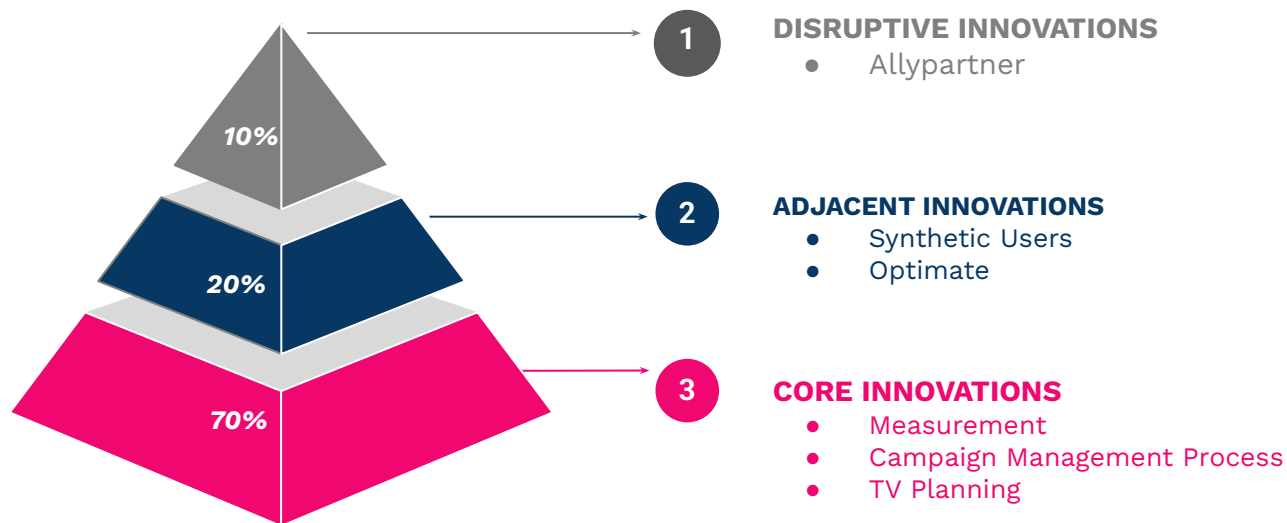 1
DISRUPTIVE INNOVATIONS
● Allypartner
10%
2
ADJACENT INNOVATIONS
● Synthetic Users
● Optimate
20%
3
CORE INNOVATIONS
● Measurement
● Campaign Management Process
● TV Planning
70%